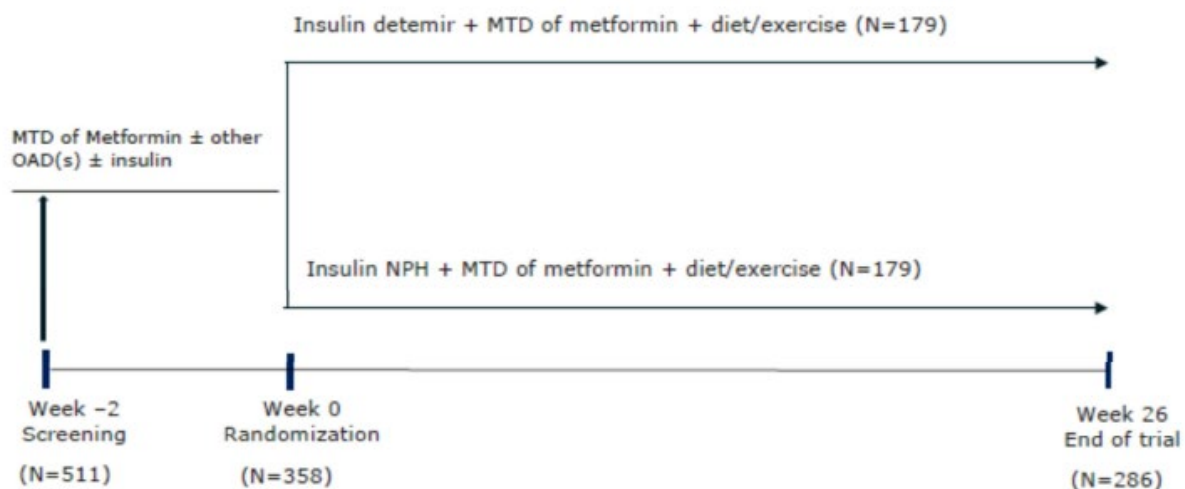 Insulin detemir + MTD of metformin + diet/exercise (N=179)
MTD of Metformin ± other
OAD(s) ± insulin
Insulin NPH + MTD of metformin + diet/exercise (N=179)
Week –2
Screening
(N=511)
Week 0
Randomization
(N=358)
Week 26
End of trial
(N=286)